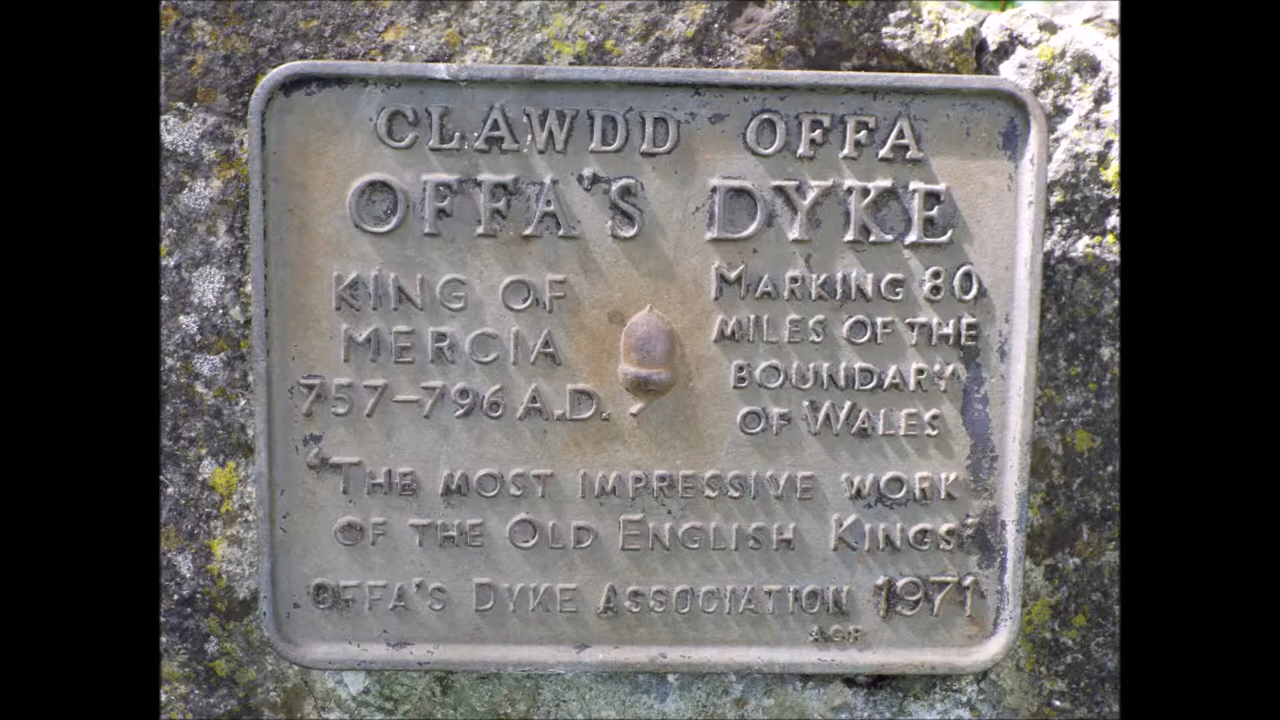 CLAWDD OFFA
OFFA'S DYKE
KING OF
MERCIA
757–796 A.D.
MARKING 80
MILES OF THE
BOUNDARY
OF WALES
"THE MOST IMPRESSIVE WORK
OF THE OLD ENGLISH KINGS"
OFFA'S DYKE ASSOCIATION 1971